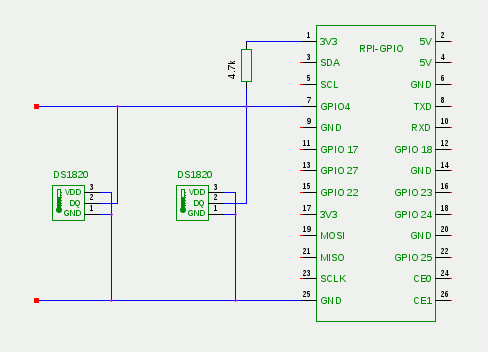 1 3V3 RPI-GPIO 5V 2
4.7k
3 SDA 5V 4
5 SCL GND 6
7 GPIO4 TXD 8
9 GND RXD 10
11 GPIO 17 GPIO 18 12
13 GPIO 27 GND 14
15 GPIO 22 GPIO 23 16
17 3V3 GPIO 24 18
19 MOSI GND 20
21 MISO GPIO 25 22
23 SCLK CE0 24
25 GND CE1 26
DS1820
VDD 3
DQ 2
GND 1
DS1820
VDD 3
DQ 2
GND 1